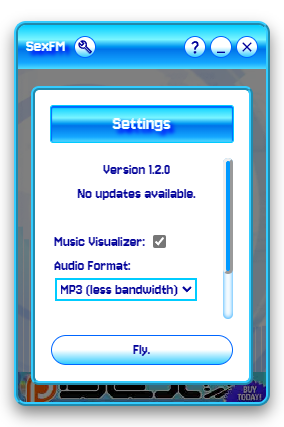 SexFM
?
Settings
Version 1.2.0
No updates available.
Music Visualizer:
Audio Format:
MP3 (less bandwidth)
Fly.
BUY
TODAY!